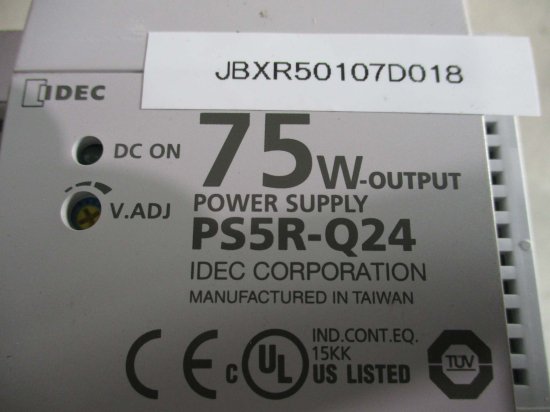 JBXR50107D018
IDEC
75W-OUTPUT
DC ON
POWER SUPPLY
V.ADJ
PS5R-Q24
IDEC CORPORATION
MANUFACTURED IN TAIWAN
CE
C UL US LISTED
IND.CONT.EQ.
15KK
TÜV